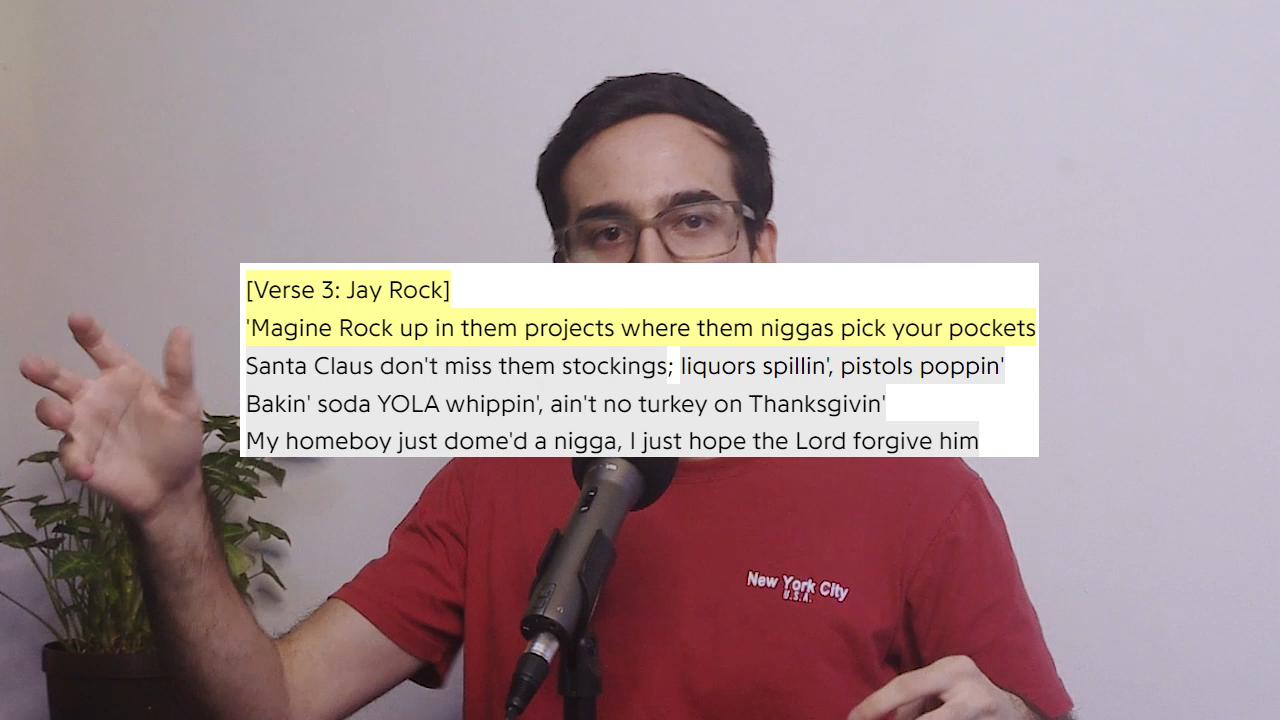 [Verse 3: Jay Rock]
'Magine Rock up in them projects where them niggas pick your pockets
Santa Claus don't miss them stockings; liquors spillin', pistols poppin'
Bakin' soda YOLA whippin', ain't no turkey on Thanksgivin'
My homeboy just dome'd a nigga, I just hope the Lord forgive him
New York City
U.S.A.